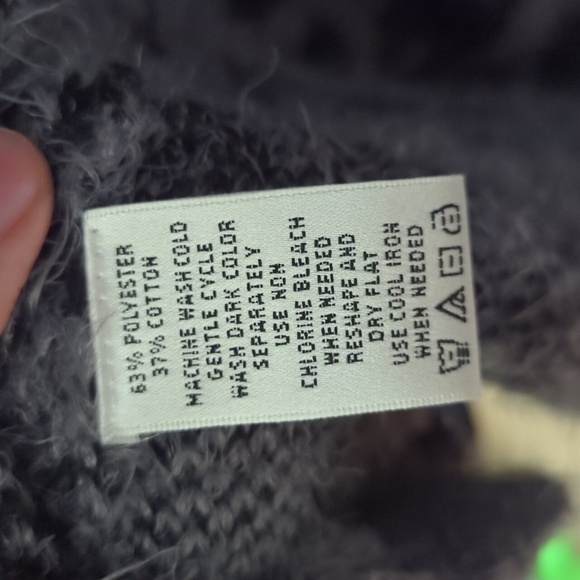 63% POLYESTER
37% COTTON
MACHINE WASH COLD
GENTLE CYCLE
WASH DARK COLOR
SEPARATELY
USE NON
CHLORINE BLEACH
WHEN NEEDED
RESHAPE AND
DRY FLAT
USE COOL IRON
WHEN NEEDED